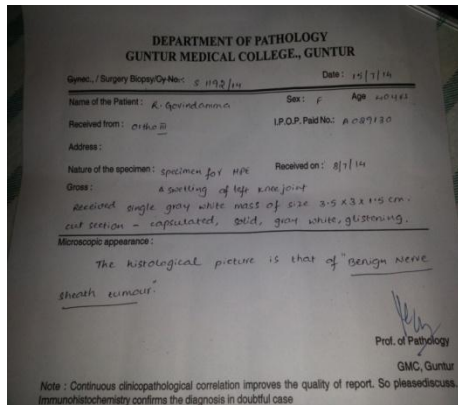 DEPARTMENT OF PATHOLOGY
GUNTUR MEDICAL COLLEGE., GUNTUR
Gynec., / Surgery Biopsy/Cy-No.: S 1192/14 Date : 15/7/14
Name of the Patient : R. Govindamma Sex : F Age 40yrs
Received from : Ortho III I.P.O.P. Paid No.: A 089130
Address :
Nature of the specimen : specimen for HPE Received on : 8/7/14
Gross : a swelling of left knee joint
Received single gray white mass of size 3.5 x 3 x 1.5 cm.
cut section - capsulated, solid, gray white, glistening.
Microscopic appearance :
The histological picture is that of "Benign Nerve
sheath tumour."
Prof. of Pathology
GMC, Guntur
Note : Continuous clinicopathological correlation improves the quality of report. So pleasediscuss.
Immunohistochemistry confirms the diagnosis in doubtful case